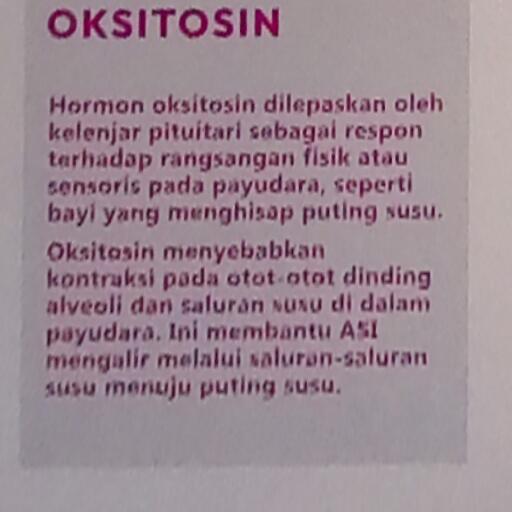 OKSITOSIN
Hormon oksitosin dilepaskan oleh
kelenjar pituitari sebagai respon
terhadap rangsangan fisik atau
sensoris pada payudara, seperti
bayi yang menghisap puting susu.
Oksitosin menyebabkan
kontraksi pada otot-otot dinding
alveoli dan saluran susu di dalam
payudara. Ini membantu ASI
mengalir melalui saluran-saluran
susu menuju puting susu.